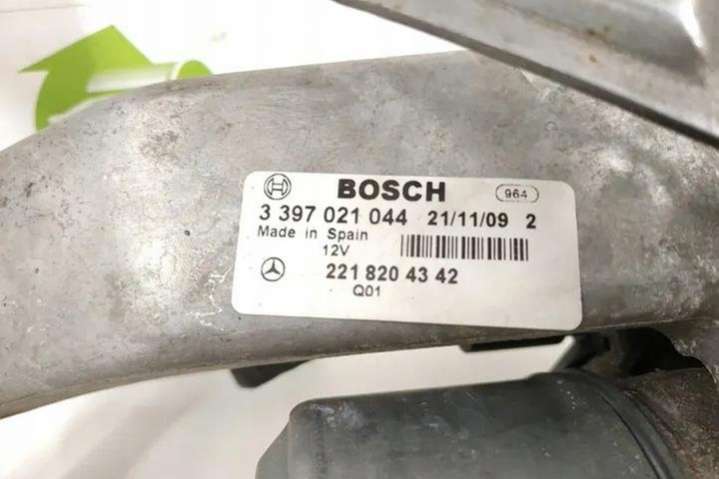 BOSCH 964
3 397 021 044 21/11/09 2
Made in Spain
12V
221 820 43 42
Q01